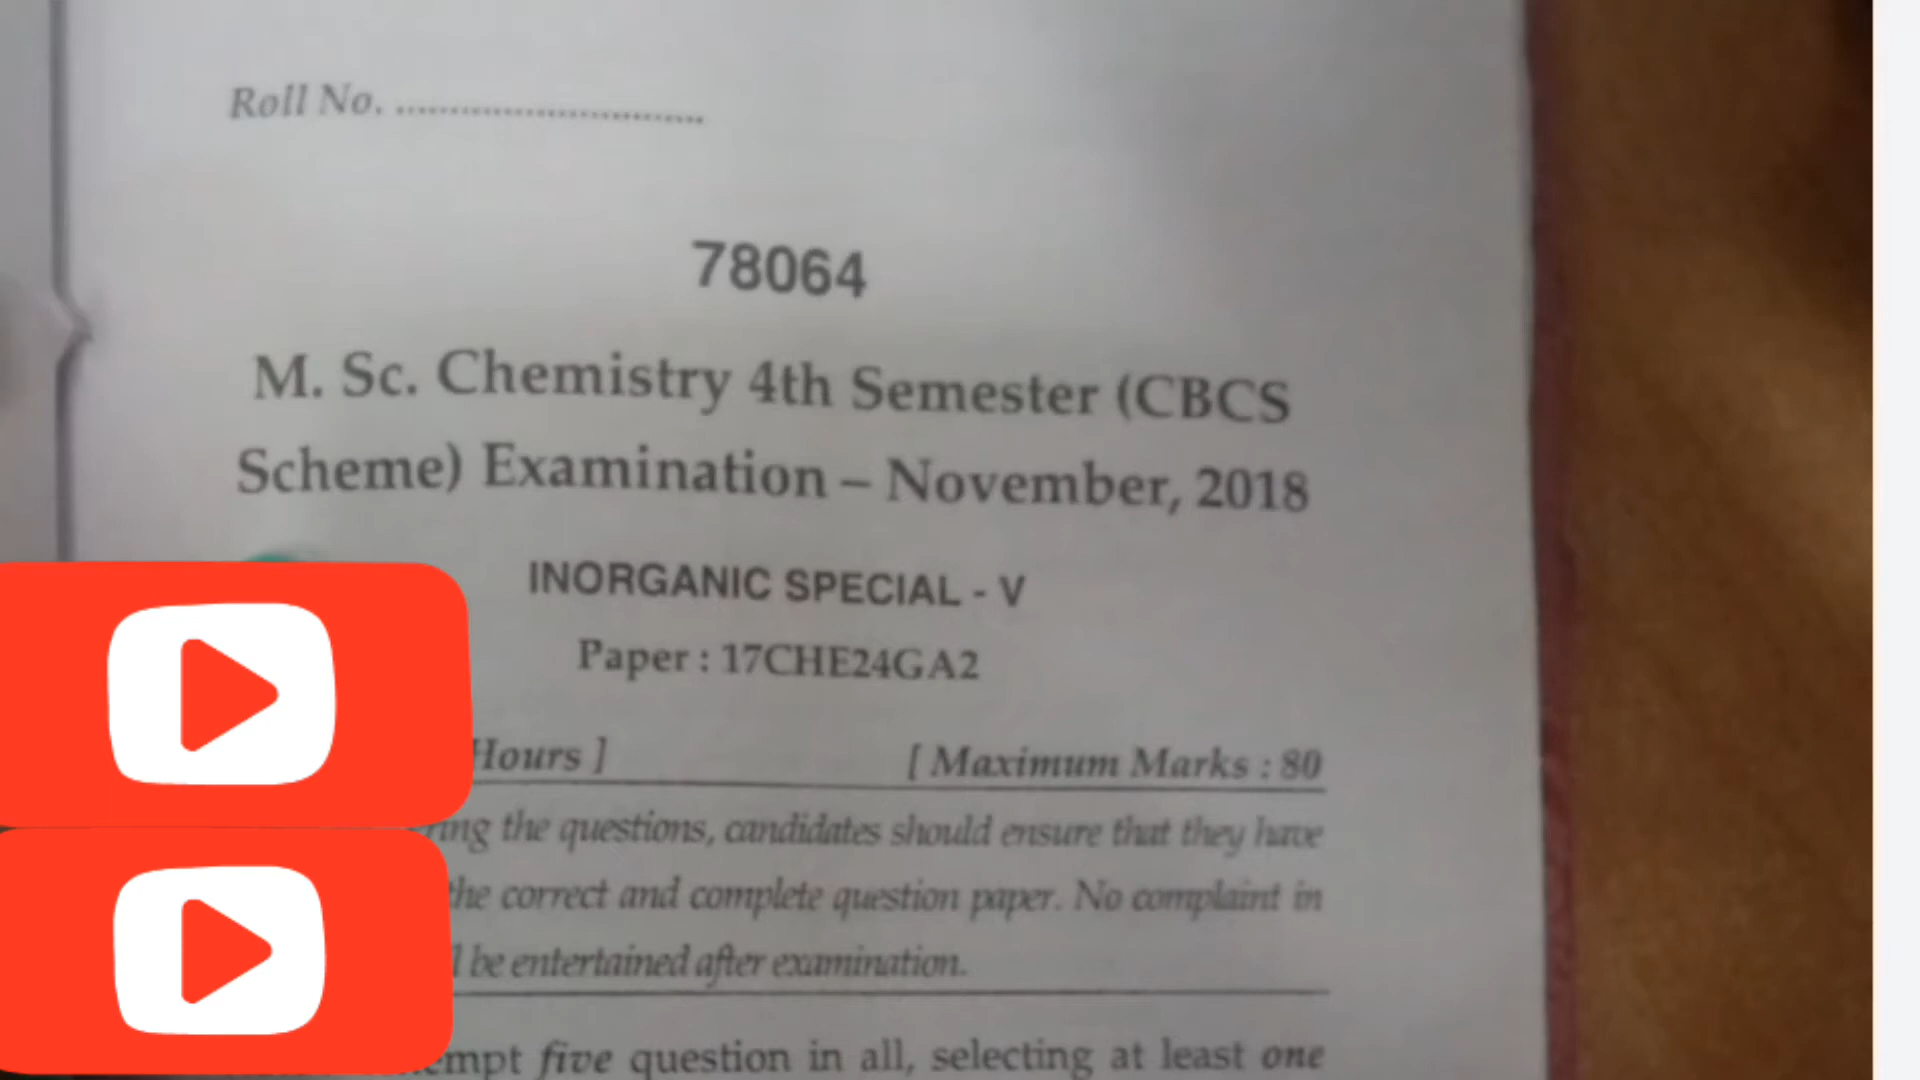 Roll No. ...............................
78064
M. Sc. Chemistry 4th Semester (CBCS
Scheme) Examination – November, 2018
INORGANIC SPECIAL - V
Paper : 17CHE24GA2
Hours ] [ Maximum Marks : 80
the questions, candidates should ensure that they have
the correct and complete question paper. No complaint in
be entertained after examination.
five question in all, selecting at least one